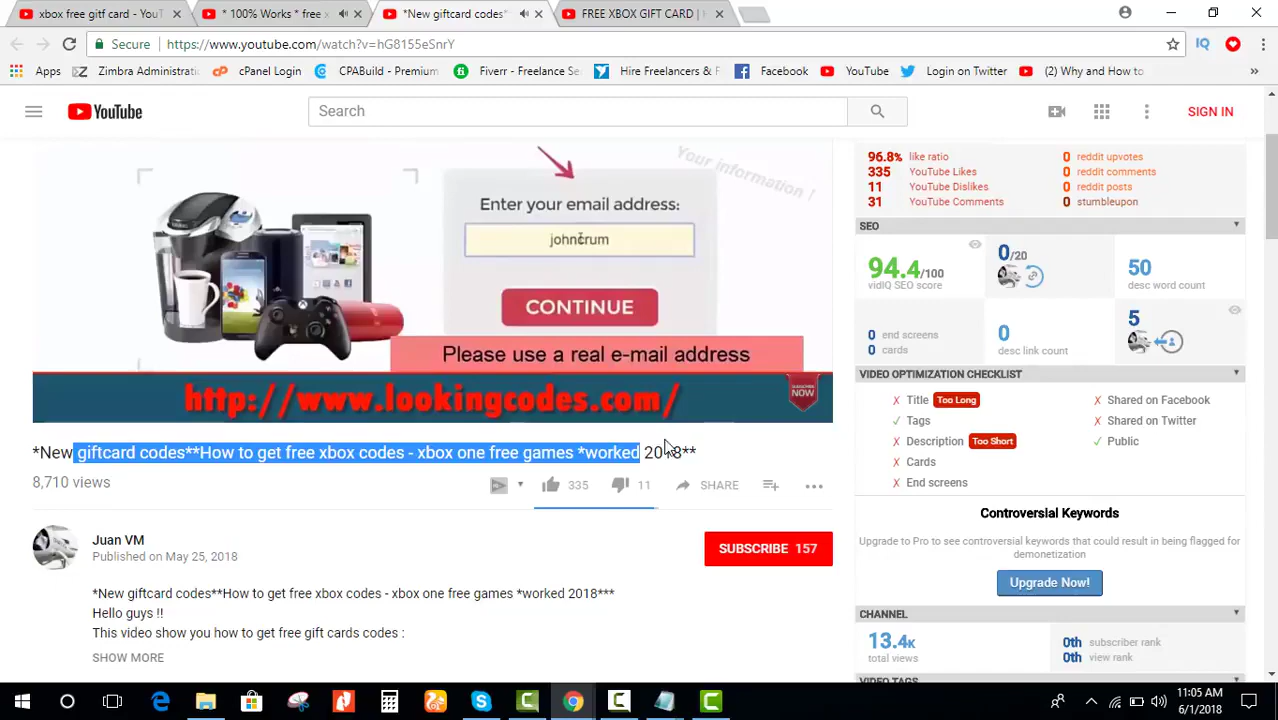 xbox free gitf card - YouT
* 100% Works * free x
*New giftcard codes*
FREE XBOX GIFT CARD |
Secure
https://www.youtube.com/watch?v=hG8155eSnrY
Apps
Zimbra Administrati
cPanel Login
CPABuild - Premium
Fiverr - Freelance Se
Hire Freelancers & F
Facebook
YouTube
Login on Twitter
(2) Why and How to
»
YouTube
Search
SIGN IN
Your information !
Enter your email address:
johncrum
CONTINUE
Please use a real e-mail address
http://www.lookingcodes.com/
SUBSCRIBE
NOW
*New giftcard codes**How to get free xbox codes - xbox one free games *worked 2018**
8,710 views
335
11
SHARE
Juan VM
Published on May 25, 2018
SUBSCRIBE 157
*New giftcard codes**How to get free xbox codes - xbox one free games *worked 2018***
Hello guys !!
This video show you how to get free gift cards codes :
SHOW MORE
96.8% like ratio
335 YouTube Likes
11 YouTube Dislikes
31 YouTube Comments
0 reddit upvotes
0 reddit comments
0 reddit posts
0 stumbleupon
SEO
94.4/100
vidIQ SEO score
0/20
50
desc word count
0 end screens
0 cards
0
desc link count
5
VIDEO OPTIMIZATION CHECKLIST
x Title Too Long
✓ Tags
x Description Too Short
x Cards
x End screens
x Shared on Facebook
x Shared on Twitter
✓ Public
Controversial Keywords
Upgrade to Pro to see controversial keywords that could result in being flagged for
demonetization
Upgrade Now!
CHANNEL
13.4K
total views
0th subscriber rank
0th view rank
VIDEO TAGS
11:05 AM
6/1/2018